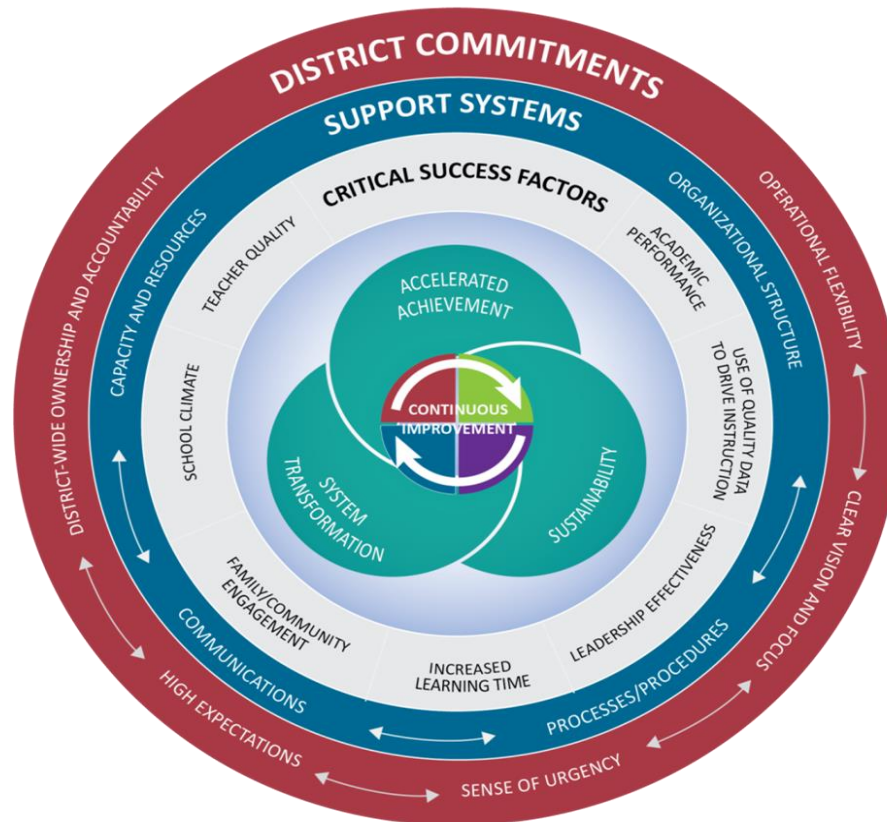 DISTRICT COMMITMENTS
OPERATIONAL FLEXIBILITY
CLEAR VISION AND FOCUS
SENSE OF URGENCY
HIGH EXPECTATIONS
DISTRICT-WIDE OWNERSHIP AND ACCOUNTABILITY
SUPPORT SYSTEMS
ORGANIZATIONAL STRUCTURE
PROCESSES/PROCEDURES
COMMUNICATIONS
CAPACITY AND RESOURCES
CRITICAL SUCCESS FACTORS
ACADEMIC
PERFORMANCE
USE OF QUALITY DATA
TO DRIVE INSTRUCTION
LEADERSHIP EFFECTIVENESS
INCREASED
LEARNING TIME
FAMILY/COMMUNITY
ENGAGEMENT
SCHOOL CLIMATE
TEACHER QUALITY
ACCELERATED
ACHIEVEMENT
SUSTAINABILITY
SYSTEM
TRANSFORMATION
CONTINUOUS
IMPROVEMENT